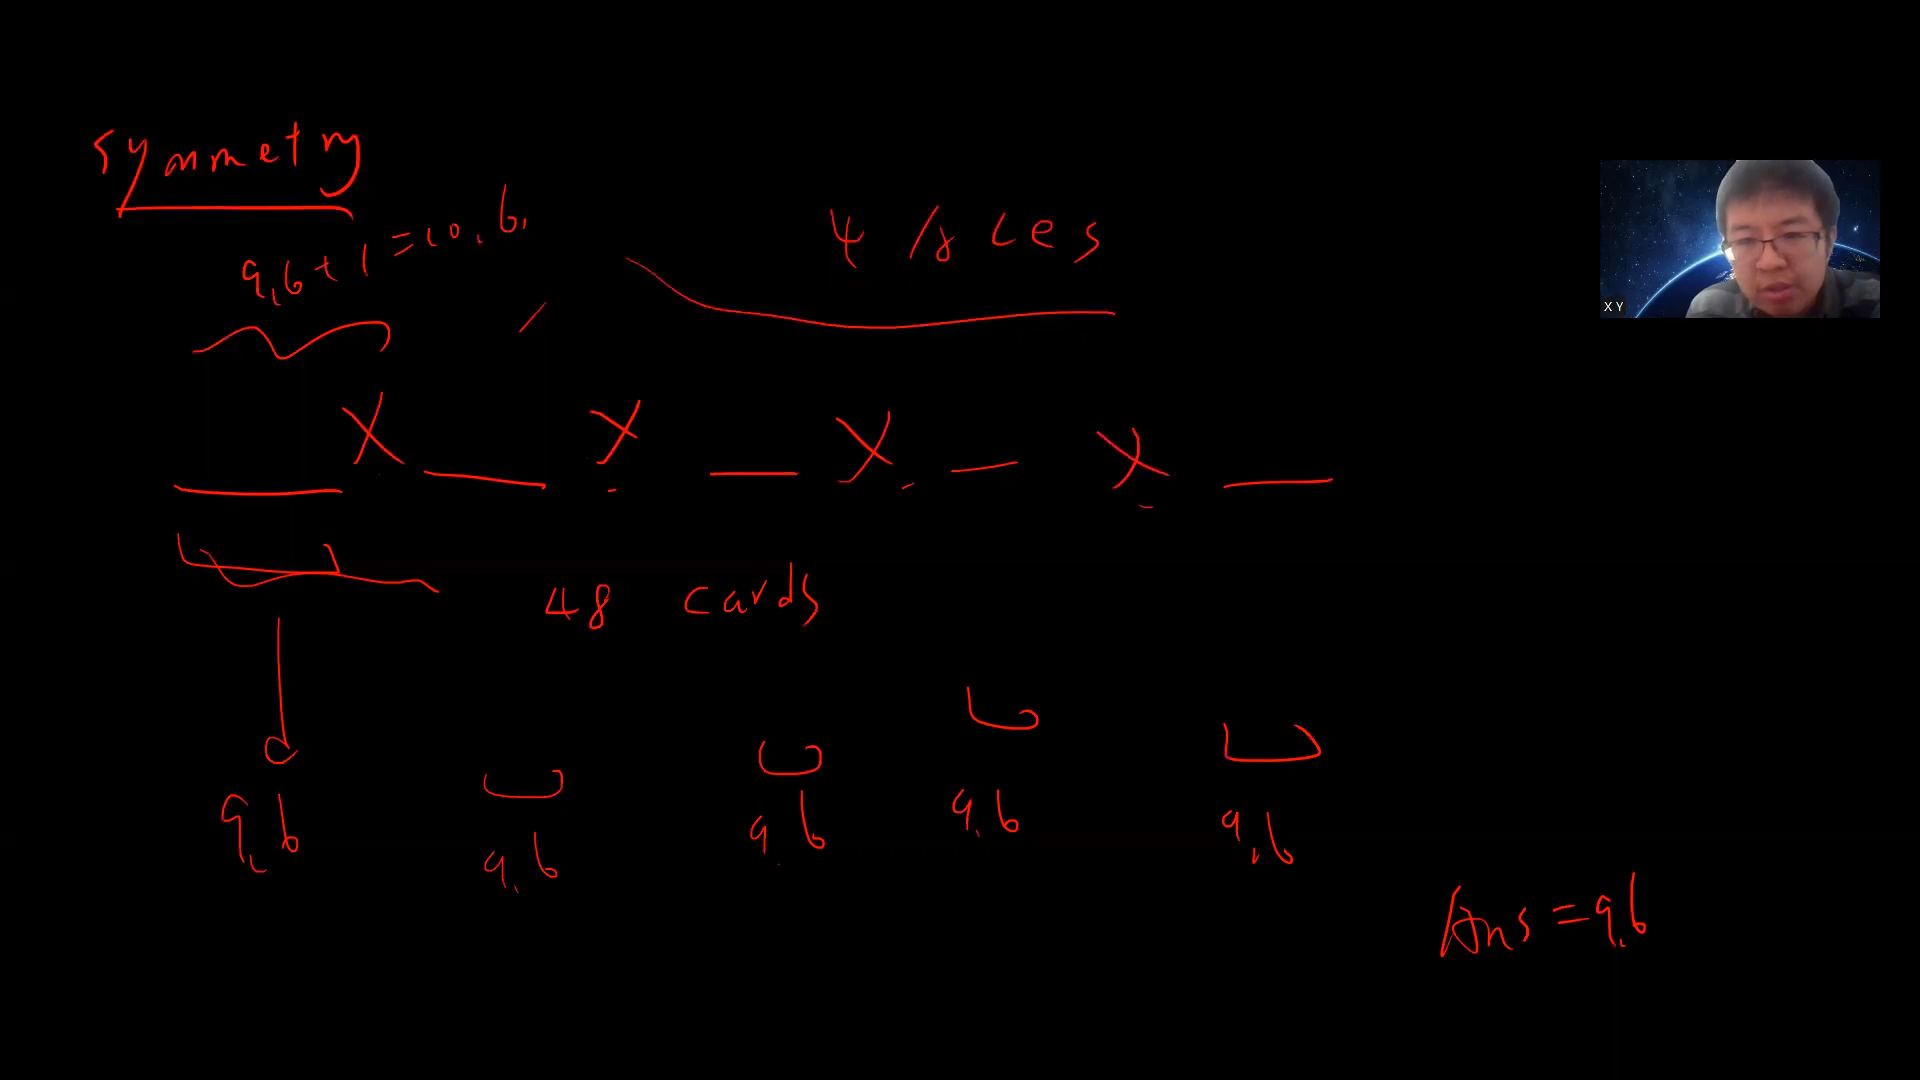 symmetry
9.6 + 1 = 10.6.
4 Aces
X X X X
48 cards
9.6 9.6 9.6 9.6 9.6
Ans = 9.6
X Y